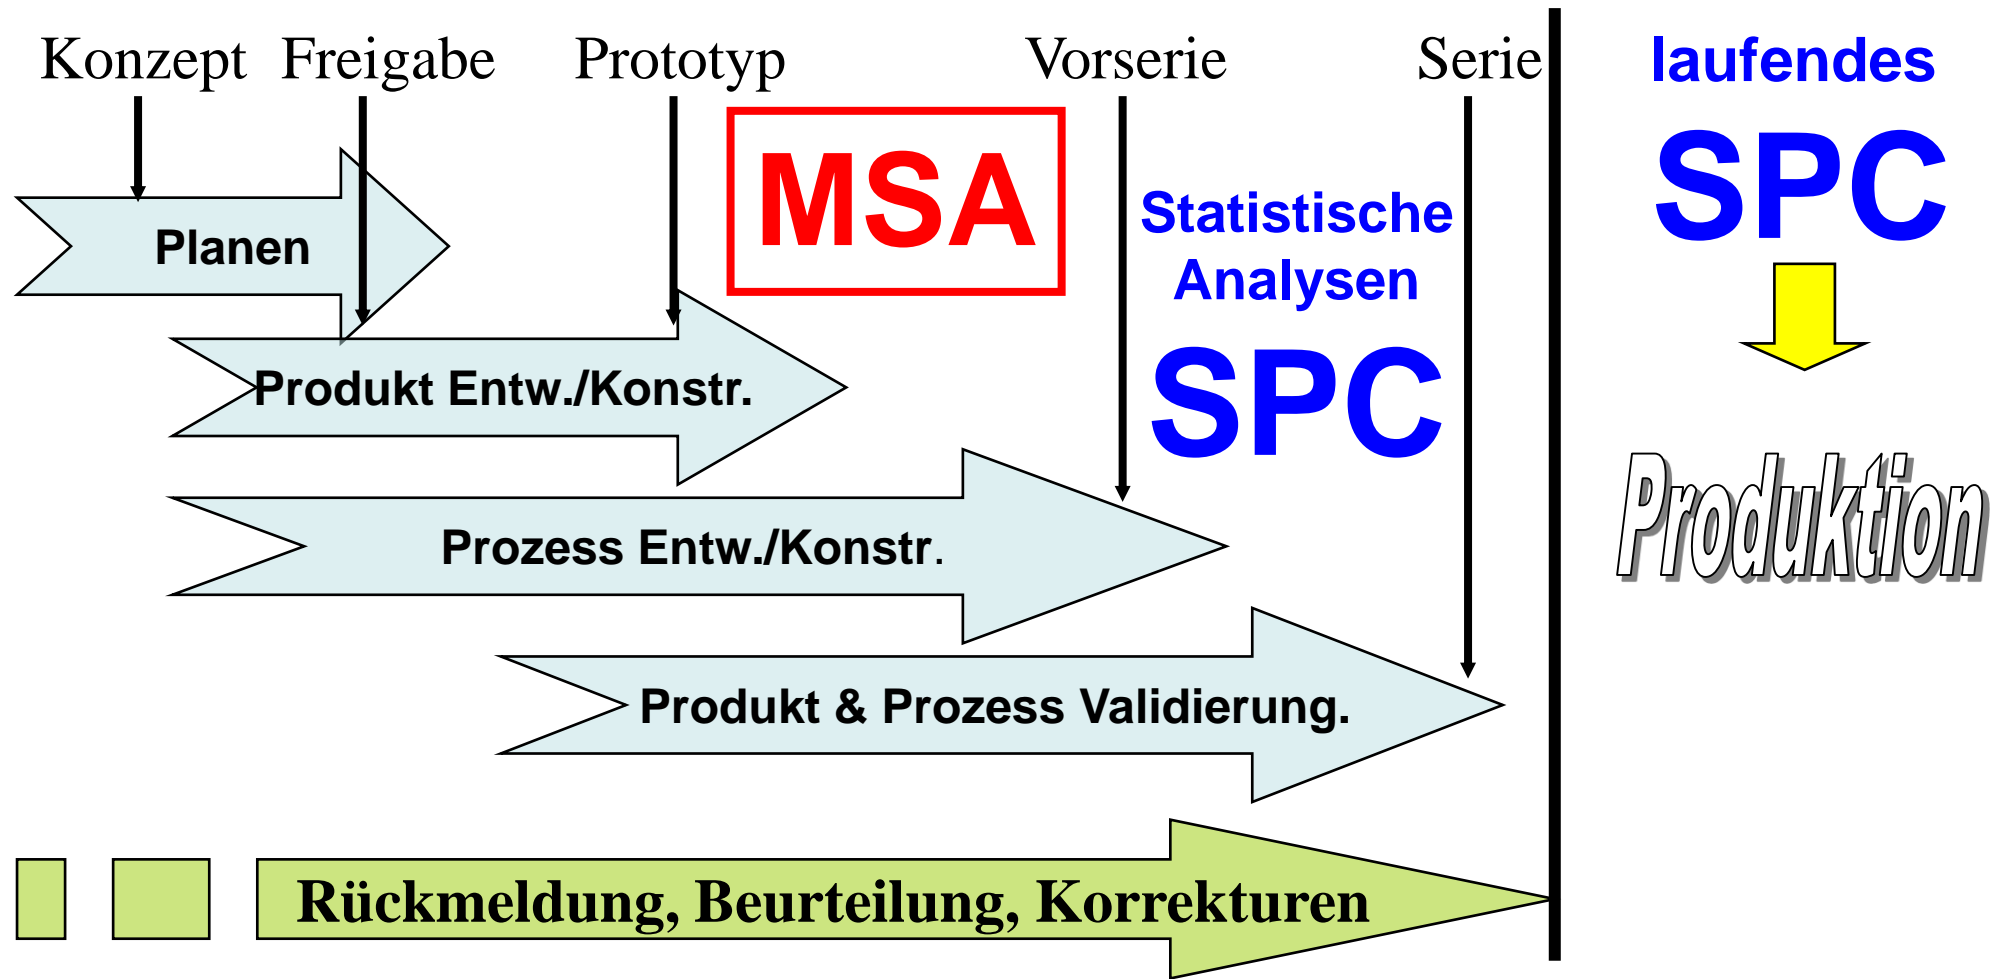 Konzept Freigabe Prototyp Vorserie Serie laufendes
SPC
MSA
Statistische
Analysen
SPC
Planen
Produkt Entw./Konstr.
Prozess Entw./Konstr.
Produktion
Produkt & Prozess Validierung.
Rückmeldung, Beurteilung, Korrekturen